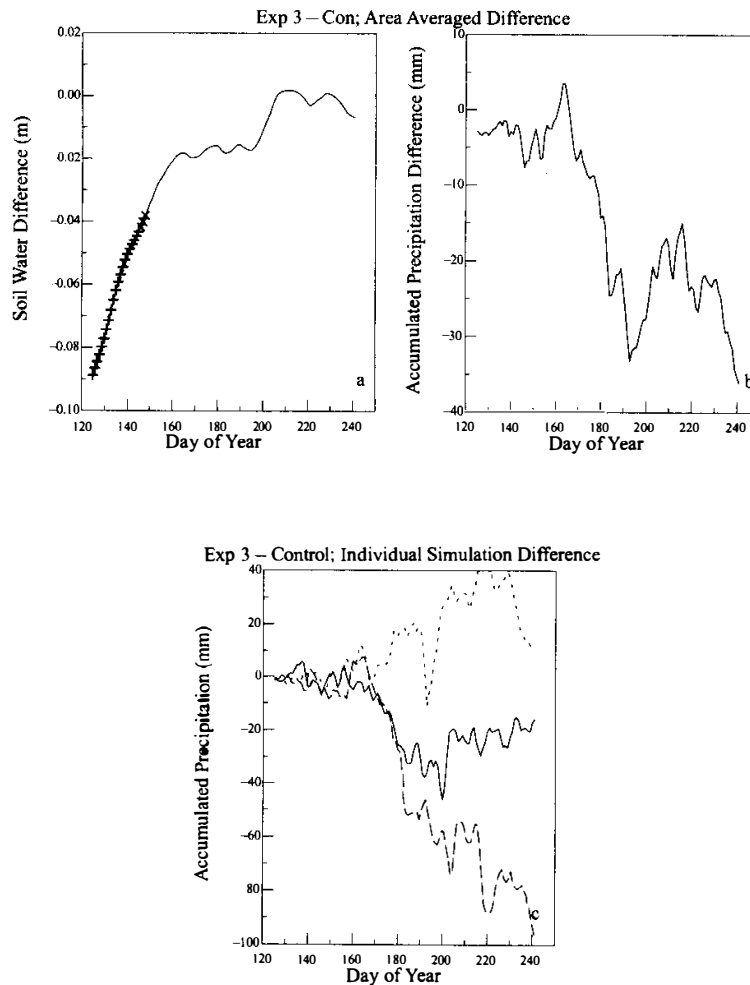 Exp 3 – Con; Area Averaged Difference
Soil Water Difference (m)
0.02
0.00
0.02
–0.04
–0.06
–0.08
–0.10
120 140 160 180 200 220 240
Day of Year
a
Accumulated Precipitation Difference (mm)
10
0
–10
–20
–30
–40
120 140 160 180 200 220 240
Day of Year
b
Exp 3 – Control; Individual Simulation Difference
Accumulated Precipitation (mm)
40
20
0
–20
–40
–60
80
–100
120 140 160 180 200 220 240
Day of Year
c